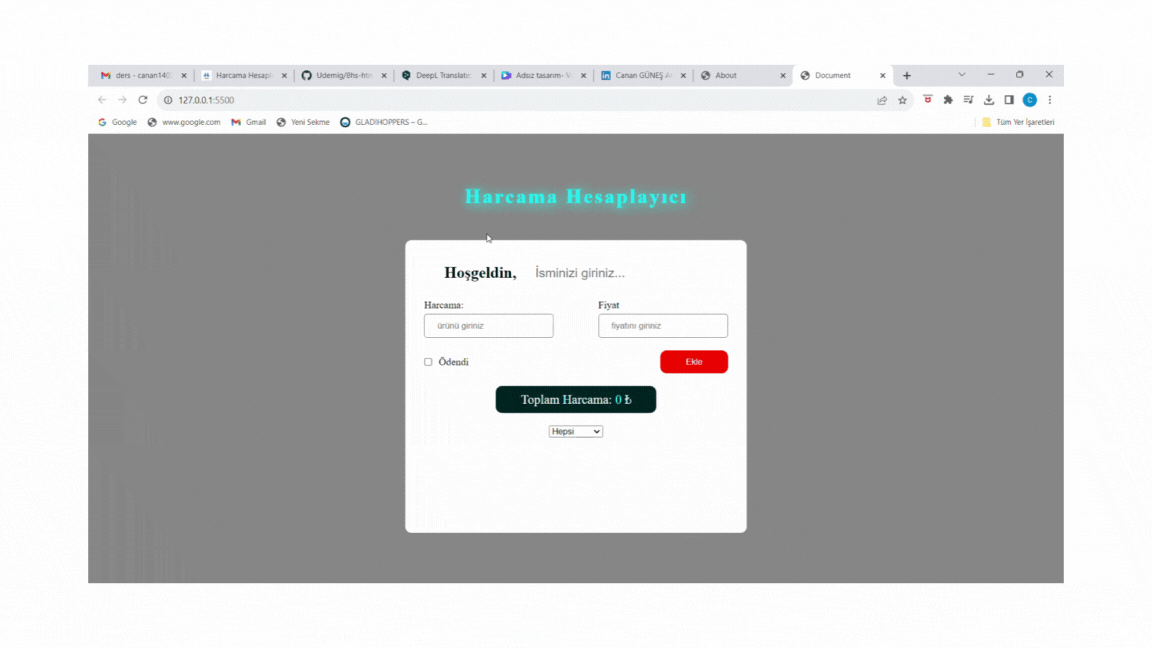 ders - canan140 Harcama Hesapl Udemig/8hs-htm DeepL Translate: Adsız tasarım- V Canan GÜNEŞ A About Document
127.0.0.1:5500
Google www.google.com Gmail Yeni Sekme GLADIHOPPERS – G... Tüm Yer İşaretleri
Harcama Hesaplayıcı
Hoşgeldin, İsminizi giriniz...
Harcama: Fiyat
ürünü giriniz fiyatını giriniz
Ödendi Ekle
Toplam Harcama: 0 ₺
Hepsi